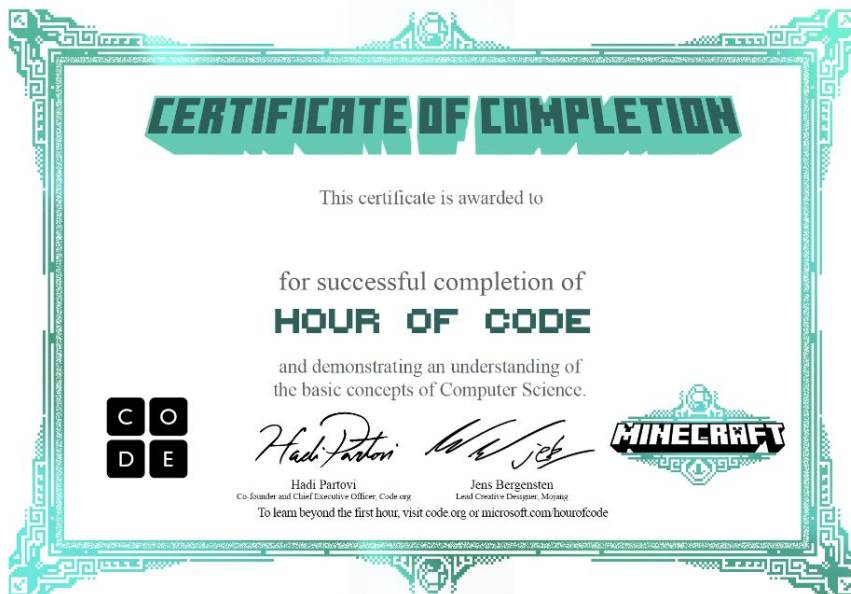 CERTIFICATE OF COMPLETION
This certificate is awarded to
for successful completion of
HOUR OF CODE
and demonstrating an understanding of
the basic concepts of Computer Science.
C O
D E
Hadi Partovi
jeb
MINECRAFT
Hadi Partovi
Co-founder and Chief Executive Officer, Code.org
Jens Bergensten
Lead Creative Designer, Mojang
To learn beyond the first hour, visit code.org or microsoft.com/hourofcode